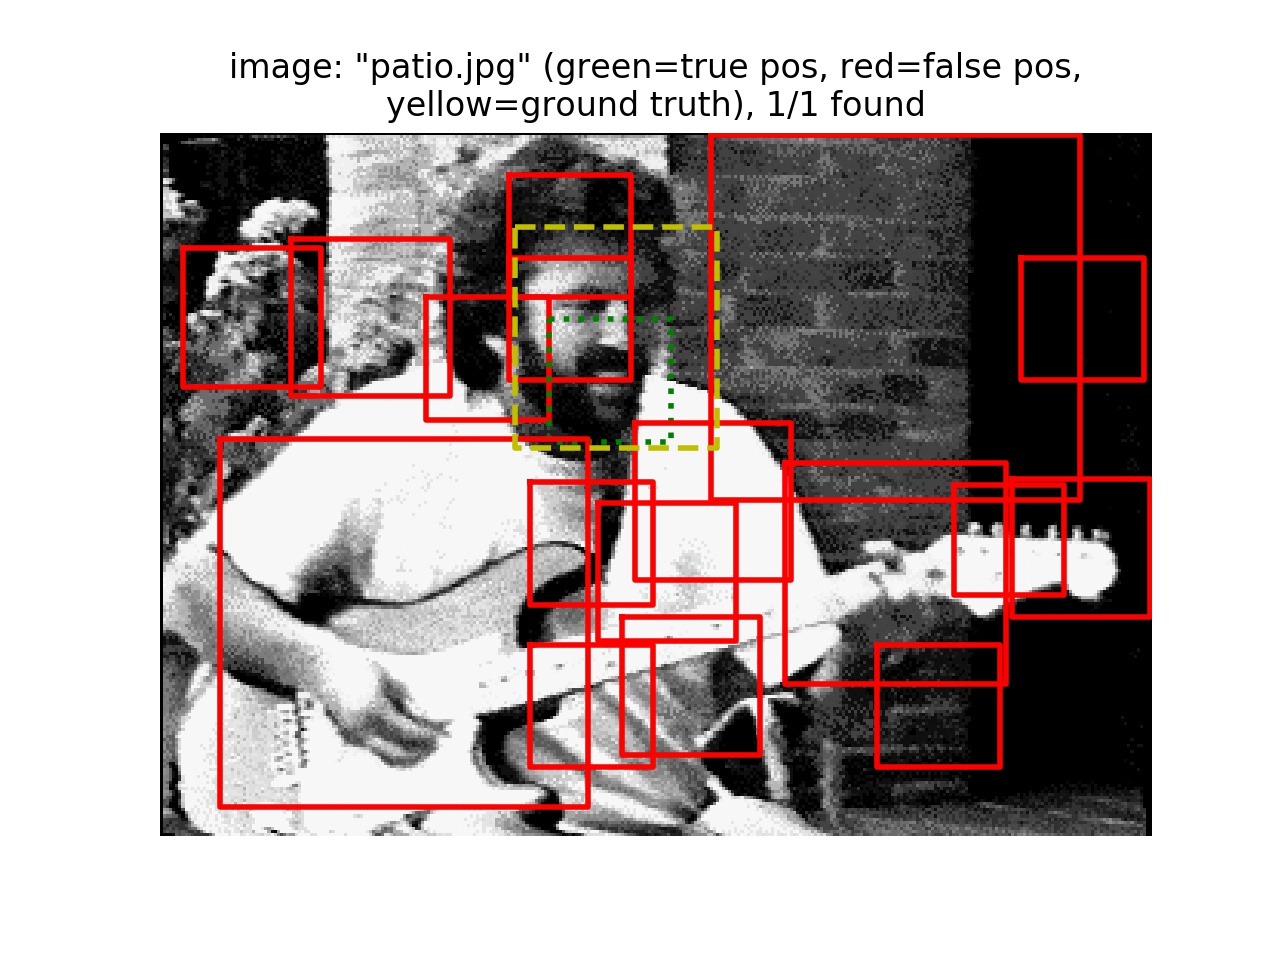 image: "patio.jpg" (green=true pos, red=false pos,
yellow=ground truth), 1/1 found